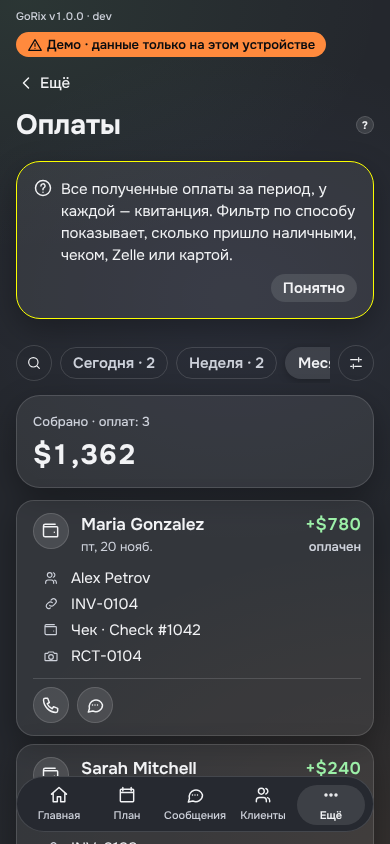 GoRix v1.0.0 · dev
Демо · данные только на этом устройстве
Ещё
Оплаты
?
Все полученные оплаты за период, у
каждой — квитанция. Фильтр по способу
показывает, сколько пришло наличными,
чеком, Zelle или картой.
Понятно
Сегодня · 2
Неделя · 2
Собрано · оплат: 3
$1,362
Maria Gonzalez
+$780
пт, 20 нояб.
оплачен
Alex Petrov
INV-0104
Чек · Check #1042
RCT-0104
Sarah Mitchell
+$240
Главная
План
Сообщения
Клиенты
Ещё